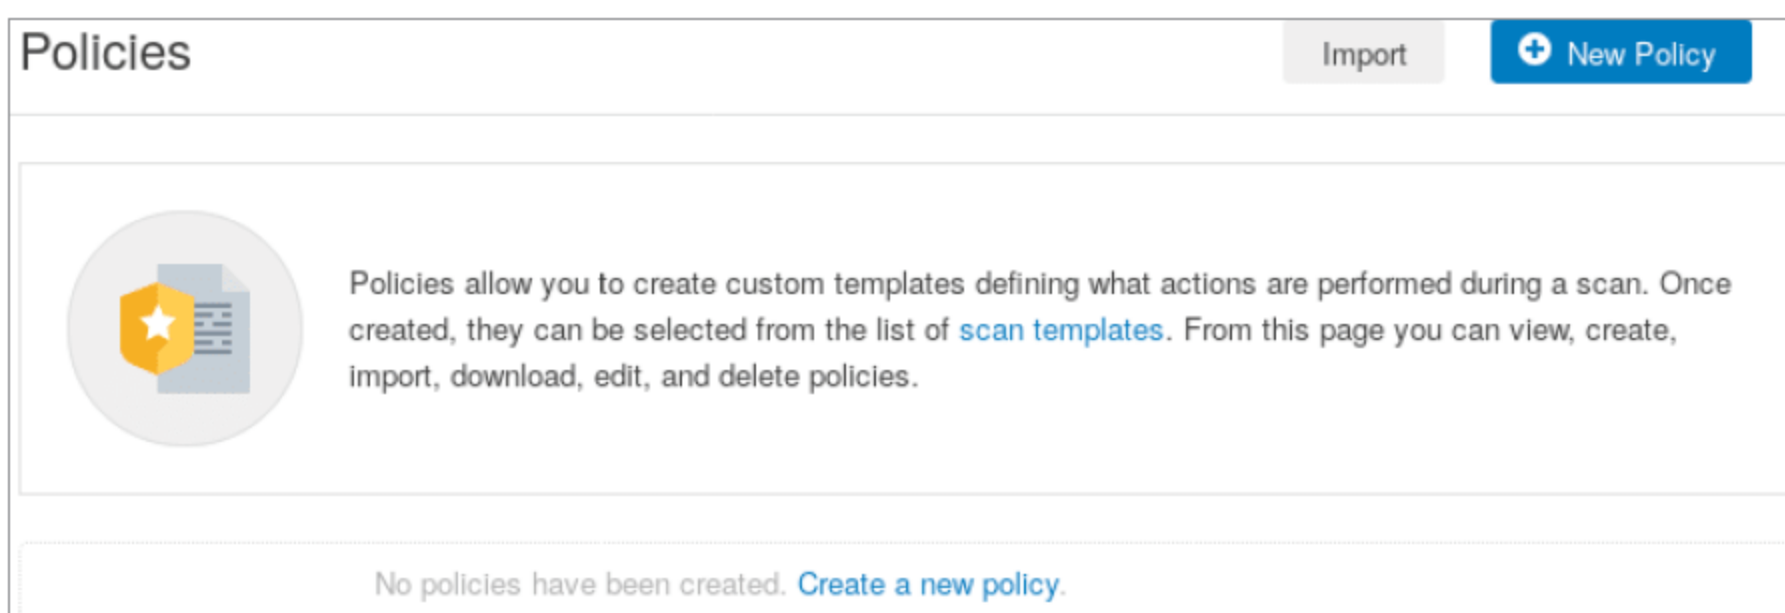 Policies
Import
New Policy
Policies allow you to create custom templates defining what actions are performed during a scan. Once
created, they can be selected from the list of scan templates. From this page you can view, create,
import, download, edit, and delete policies.
No policies have been created. Create a new policy.